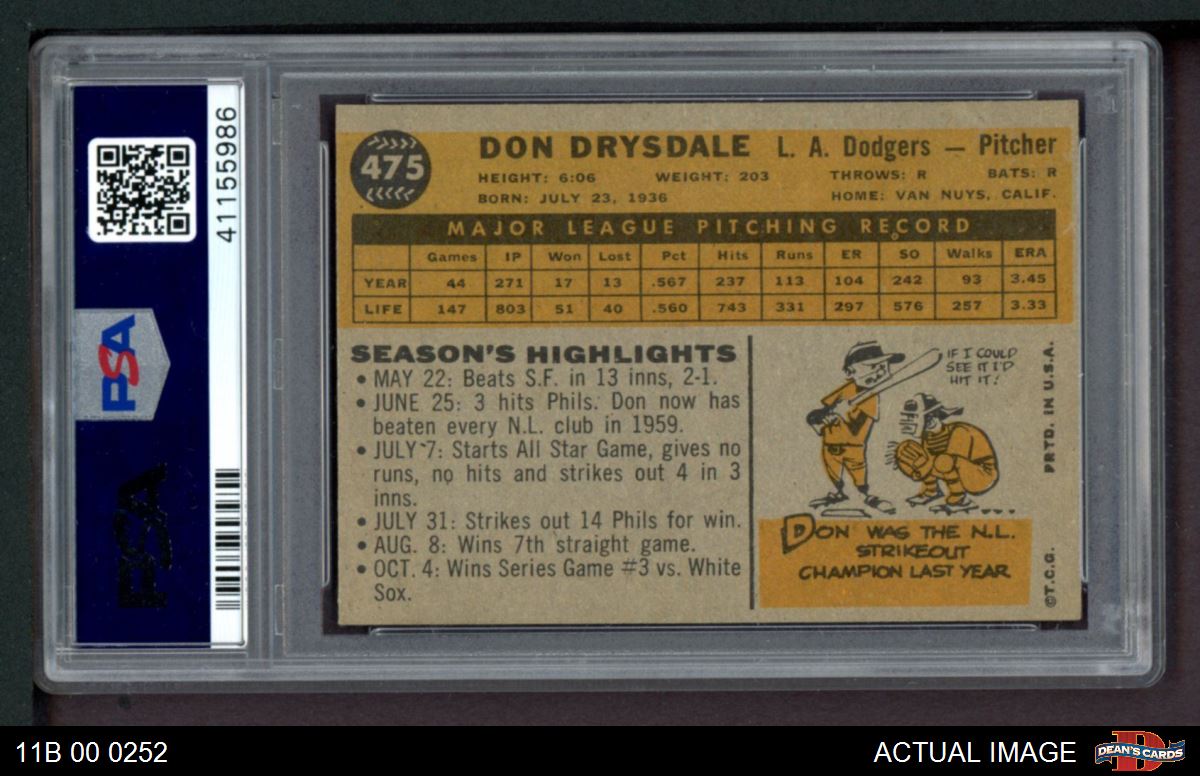 475
DON DRYSDALE L. A. Dodgers — Pitcher
HEIGHT: 6:06 WEIGHT: 203 THROWS: R BATS: R
BORN: JULY 23, 1936 HOME: VAN NUYS, CALIF.
MAJOR LEAGUE PITCHING RECORD
Games IP Won Lost Pct Hits Runs ER SO Walks ERA
YEAR 44 271 17 13 .567 237 113 104 242 93 3.45
LIFE 147 803 51 40 .560 743 331 297 576 257 3.33
SEASON'S HIGHLIGHTS
• MAY 22: Beats S.F. in 13 inns, 2-1.
• JUNE 25: 3 hits Phils. Don now has
beaten every N.L. club in 1959.
• JULY 7: Starts All Star Game, gives no
runs, no hits and strikes out 4 in 3
inns.
• JULY 31: Strikes out 14 Phils for win.
• AUG. 8: Wins 7th straight game.
• OCT. 4: Wins Series Game #3 vs. White
Sox.
IF I COULD
SEE IT I'D
HIT IT!
DON WAS THE N.L.
STRIKEOUT
CHAMPION LAST YEAR
©T.C.G. PRTD. IN U.S.A.
41155986
PSA
PSA
11B 00 0252
ACTUAL IMAGE
DEAN'S CARDS